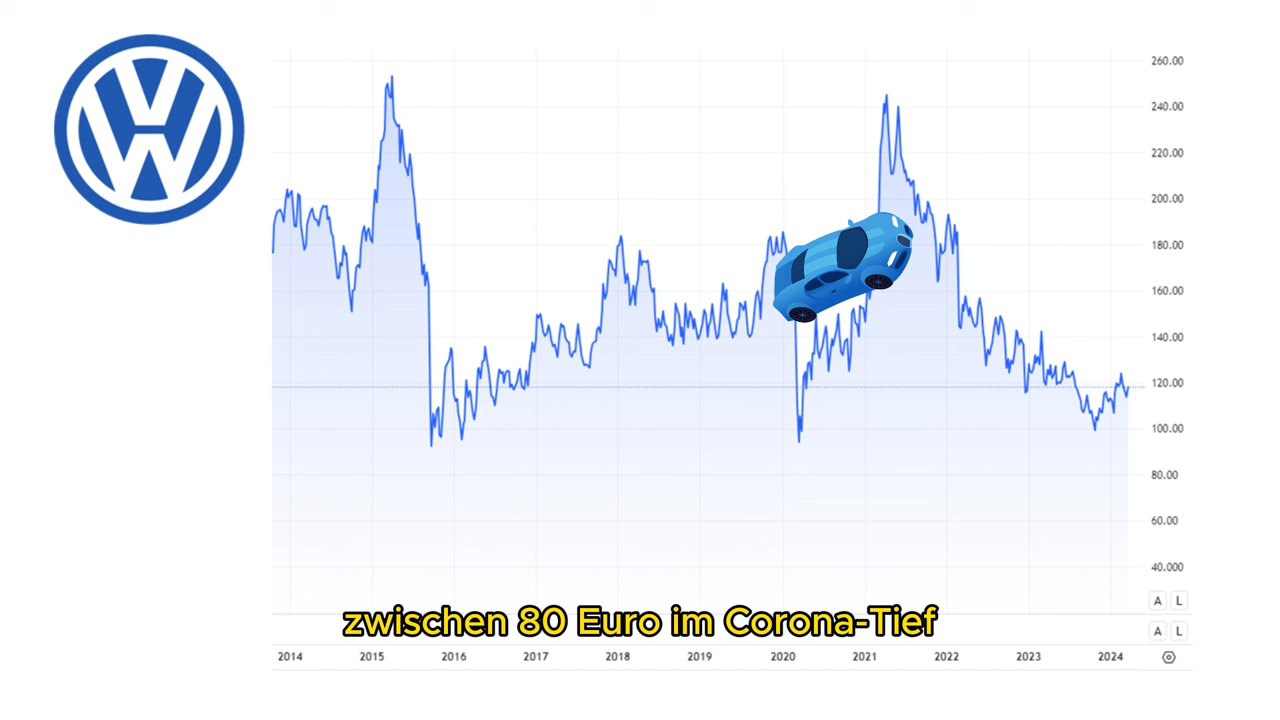 VW
260.00
240.00
220.00
200.00
180.00
160.00
140.00
120.00
100.00
80.00
60.00
40.000
A L
zwischen 80 Euro im Corona-Tief
A L
2014 2015 2016 2017 2018 2019 2020 2021 2022 2023 2024